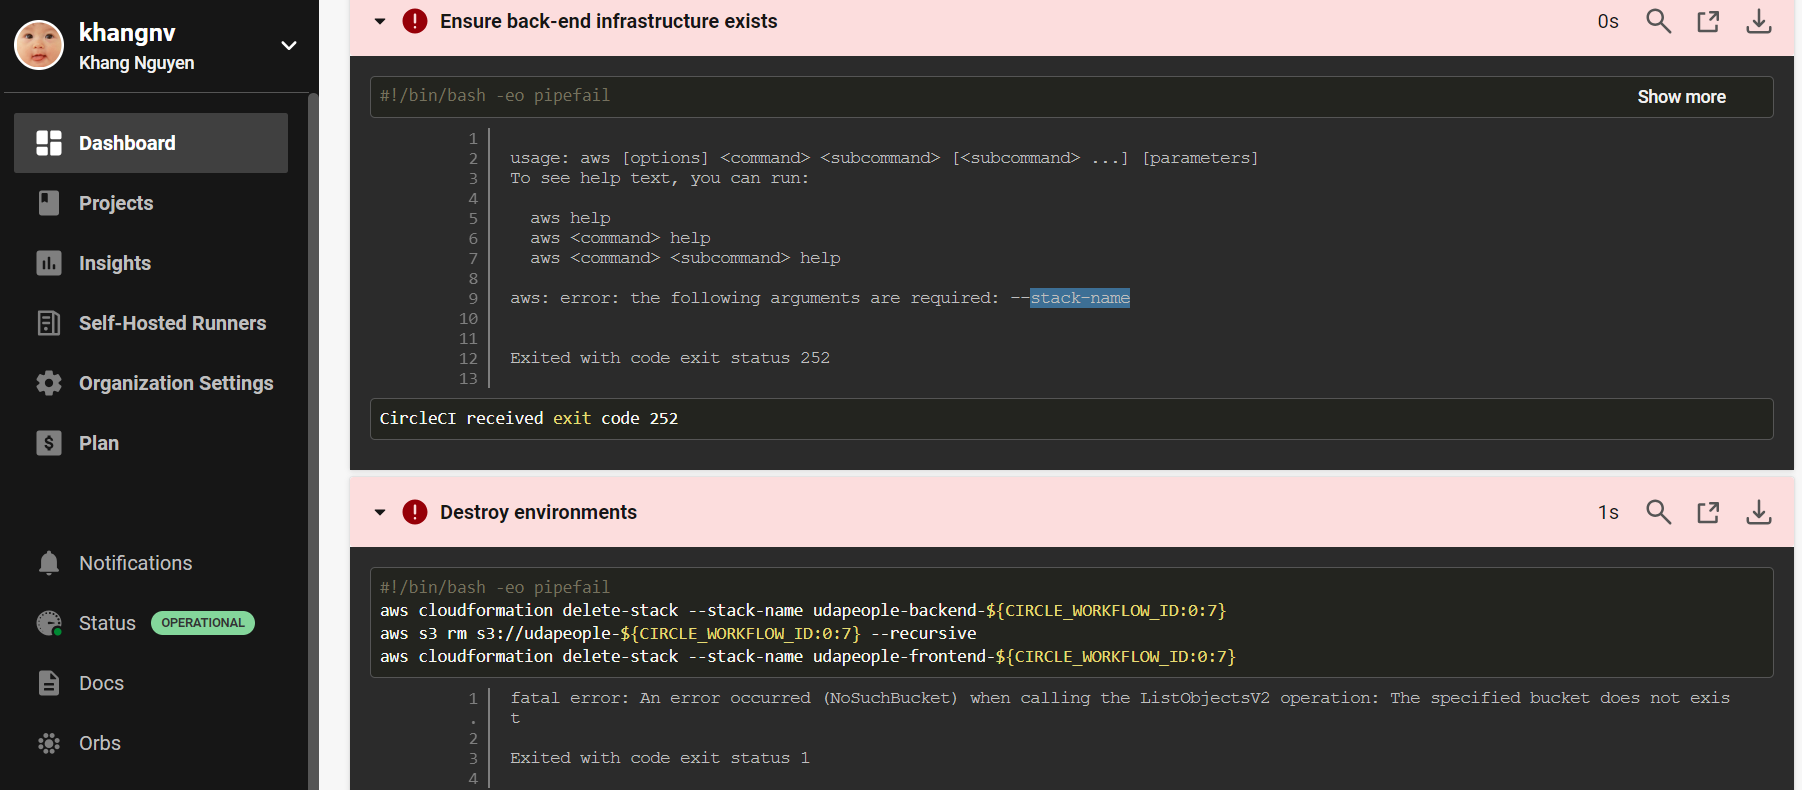 khangnv
Khang Nguyen
Dashboard
Projects
Insights
Self-Hosted Runners
Organization Settings
Plan
Notifications
Status OPERATIONAL
Docs
Orbs
Ensure back-end infrastructure exists 0s
#!/bin/bash -eo pipefail Show more
1
2 usage: aws [options] <command> <subcommand> [<subcommand> ...] [parameters]
3 To see help text, you can run:
4
5 aws help
6 aws <command> help
7 aws <command> <subcommand> help
8
9 aws: error: the following arguments are required: --stack-name
10
11
12 Exited with code exit status 252
13
CircleCI received exit code 252
Destroy environments 1s
#!/bin/bash -eo pipefail
aws cloudformation delete-stack --stack-name udapeople-backend-${CIRCLE_WORKFLOW_ID:0:7}
aws s3 rm s3://udapeople-${CIRCLE_WORKFLOW_ID:0:7} --recursive
aws cloudformation delete-stack --stack-name udapeople-frontend-${CIRCLE_WORKFLOW_ID:0:7}
1 fatal error: An error occurred (NoSuchBucket) when calling the ListObjectsV2 operation: The specified bucket does not exis
. t
2
3 Exited with code exit status 1
4